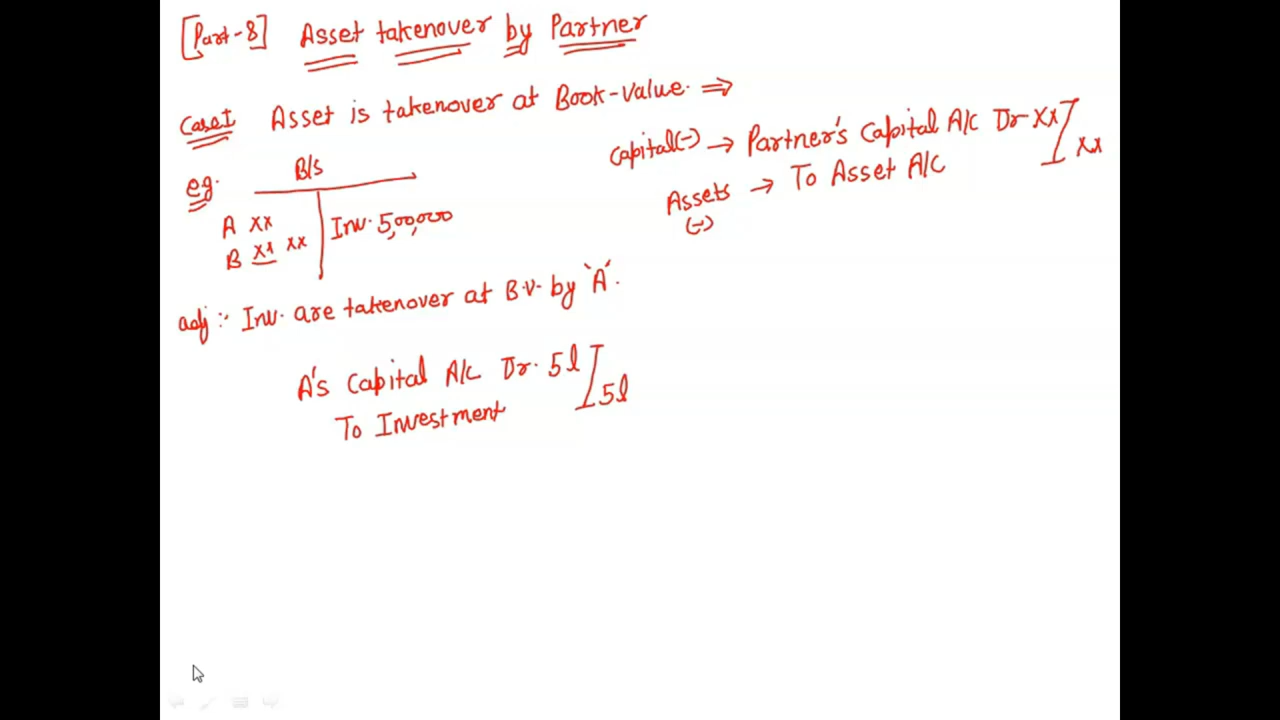 [Part-8] Asset takenover by Partner
Case I Asset is takenover at Book-value ⇒
Capital(-) → Partner's Capital A/c Dr xx
Assets → To Asset A/c xx
(-)
eg. B/s
A xx Inv. 5,00,000
B xx xx
adj :- Inv. are takenover at B.V. by 'A'.
A's Capital A/c Dr. 5l
To Investment 5l